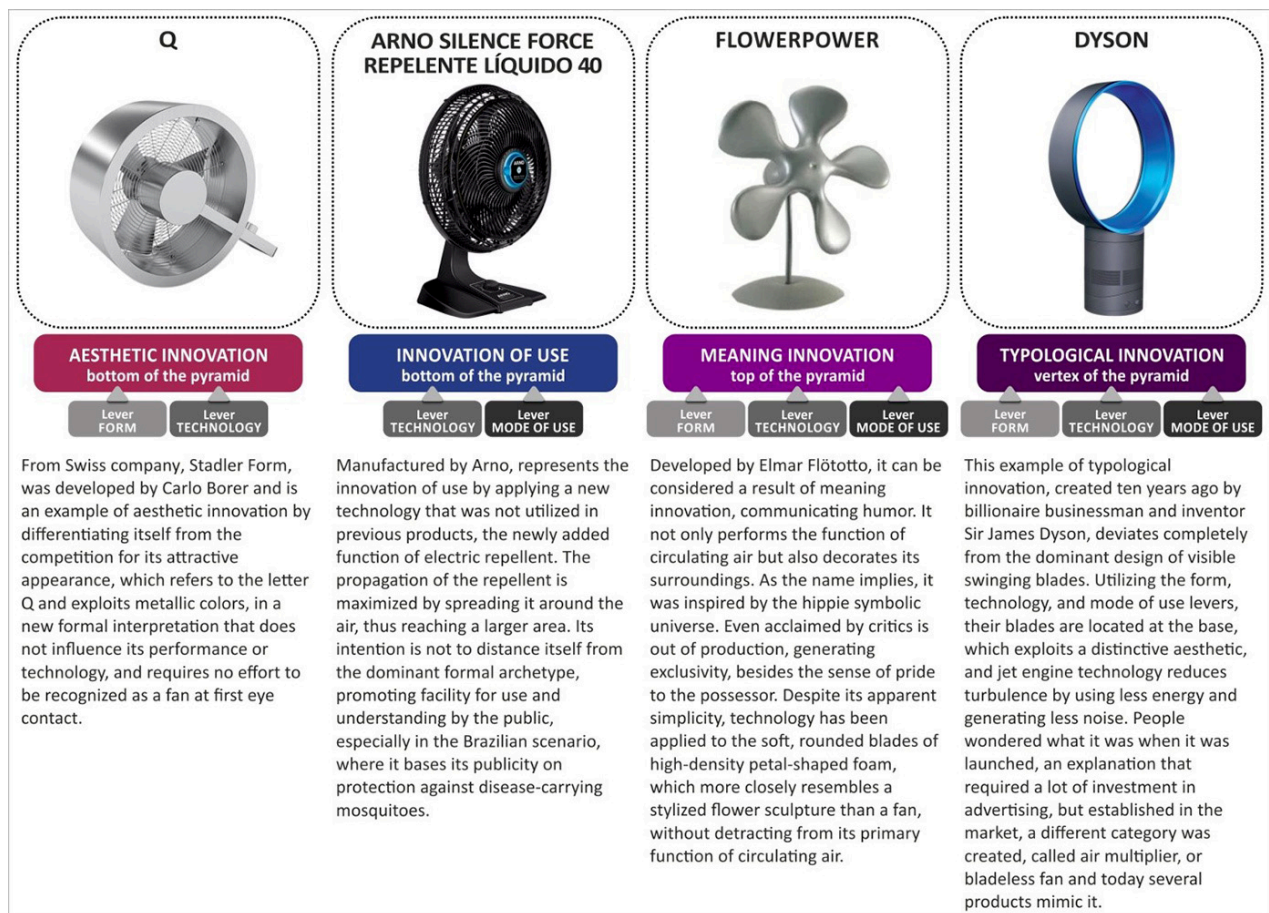 Q
ARNO SILENCE FORCE
REPELENTE LÍQUIDO 40
FLOWERPOWER
DYSON
AESTHETIC INNOVATION
bottom of the pyramid
Lever
FORM
Lever
TECHNOLOGY
INNOVATION OF USE
bottom of the pyramid
Lever
TECHNOLOGY
Lever
MODE OF USE
MEANING INNOVATION
top of the pyramid
Lever
FORM
Lever
TECHNOLOGY
Lever
MODE OF USE
TYPOLOGICAL INNOVATION
vertex of the pyramid
Lever
FORM
Lever
TECHNOLOGY
Lever
MODE OF USE
From Swiss company, Stadler Form,
was developed by Carlo Borer and is
an example of aesthetic innovation by
differentiating itself from the
competition for its attractive
appearance, which refers to the letter
Q and exploits metallic colors, in a
new formal interpretation that does
not influence its performance or
technology, and requires no effort to
be recognized as a fan at first eye
contact.
Manufactured by Arno, represents the
innovation of use by applying a new
technology that was not utilized in
previous products, the newly added
function of electric repellent. The
propagation of the repellent is
maximized by spreading it around the
air, thus reaching a larger area. Its
intention is not to distance itself from
the dominant formal archetype,
promoting facility for use and
understanding by the public,
especially in the Brazilian scenario,
where it bases its publicity on
protection against disease-carrying
mosquitoes.
Developed by Elmar Flötotto, it can be
considered a result of meaning
innovation, communicating humor. It
not only performs the function of
circulating air but also decorates its
surroundings. As the name implies, it
was inspired by the hippie symbolic
universe. Even acclaimed by critics is
out of production, generating
exclusivity, besides the sense of pride
to the possessor. Despite its apparent
simplicity, technology has been
applied to the soft, rounded blades of
high-density petal-shaped foam,
which more closely resembles a
stylized flower sculpture than a fan,
without detracting from its primary
function of circulating air.
This example of typological
innovation, created ten years ago by
billionaire businessman and inventor
Sir James Dyson, deviates completely
from the dominant design of visible
swinging blades. Utilizing the form,
technology, and mode of use levers,
their blades are located at the base,
which exploits a distinctive aesthetic,
and jet engine technology reduces
turbulence by using less energy and
generating less noise. People
wondered what it was when it was
launched, an explanation that
required a lot of investment in
advertising, but established in the
market, a different category was
created, called air multiplier, or
bladeless fan and today several
products mimic it.